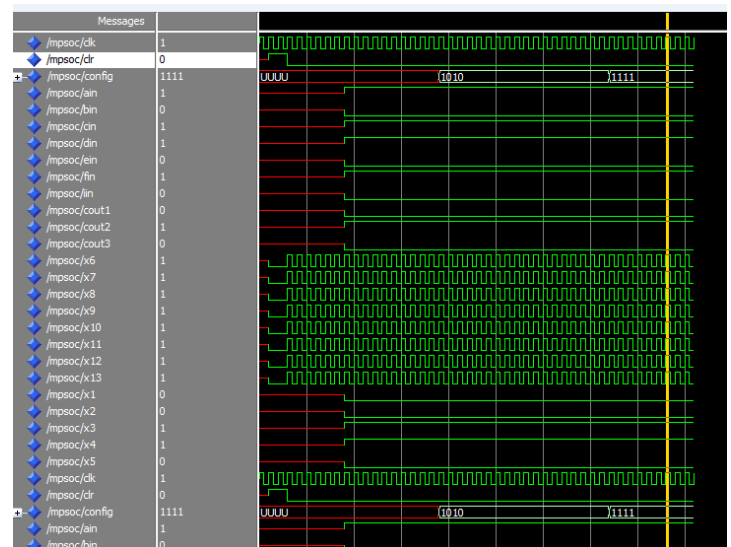 Messages
/mpsoc/clk 1
/mpsoc/clr 0
/mpsoc/config 1111 UUUU 1010 1111
/mpsoc/ain 1
/mpsoc/bin 0
/mpsoc/cin 1
/mpsoc/din 1
/mpsoc/ein 0
/mpsoc/fin 1
/mpsoc/iin 0
/mpsoc/cout1 0
/mpsoc/cout2 1
/mpsoc/cout3 0
/mpsoc/x6 1
/mpsoc/x7 1
/mpsoc/x8 1
/mpsoc/x9 1
/mpsoc/x10 1
/mpsoc/x11 1
/mpsoc/x12 1
/mpsoc/x13 1
/mpsoc/x1 0
/mpsoc/x2 0
/mpsoc/x3 1
/mpsoc/x4 1
/mpsoc/x5 0
/mpsoc/clk 1
/mpsoc/clr 0
/mpsoc/config 1111 UUUU 1010 1111
/mpsoc/ain 1
/mpsoc/bin 0